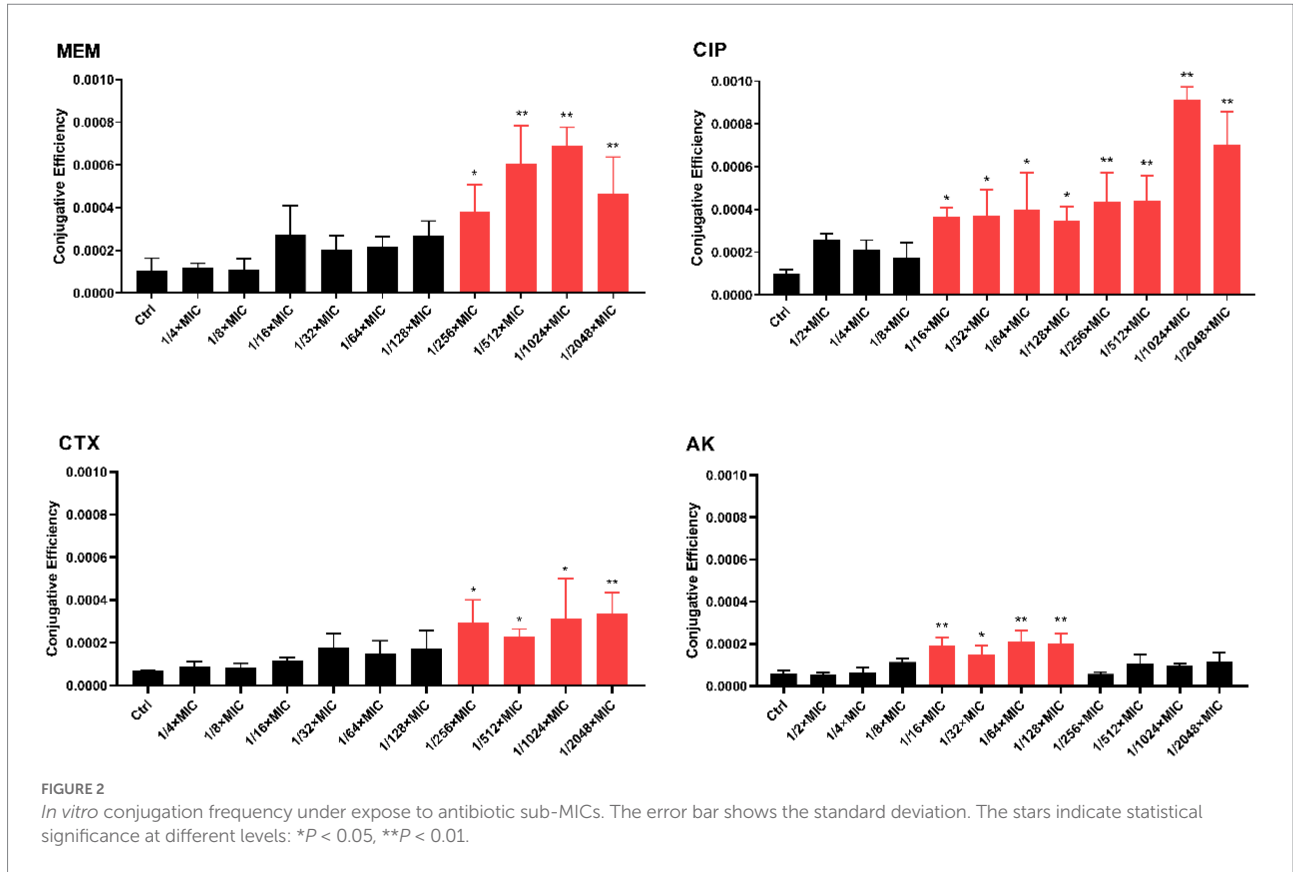 MEM
Conjugative Efficiency
0.0010
0.0008
0.0006
0.0004
0.0002
0.0000
*
**
**
**
Ctrl
1/4×MIC
1/8×MIC
1/16×MIC
1/32×MIC
1/64×MIC
1/128×MIC
1/256×MIC
1/512×MIC
1/1024×MIC
1/2048×MIC
CIP
Conjugative Efficiency
0.0010
0.0008
0.0006
0.0004
0.0002
0.0000
*
*
*
*
**
**
**
**
Ctrl
1/2×MIC
1/4×MIC
1/8×MIC
1/16×MIC
1/32×MIC
1/64×MIC
1/128×MIC
1/256×MIC
1/512×MIC
1/1024×MIC
1/2048×MIC
CTX
Conjugative Efficiency
0.0010
0.0008
0.0006
0.0004
0.0002
0.0000
*
*
*
**
Ctrl
1/4×MIC
1/8×MIC
1/16×MIC
1/32×MIC
1/64×MIC
1/128×MIC
1/256×MIC
1/512×MIC
1/1024×MIC
1/2048×MIC
AK
Conjugative Efficiency
0.0010
0.0008
0.0006
0.0004
0.0002
0.0000
**
*
**
**
Ctrl
1/2×MIC
1/4×MIC
1/8×MIC
1/16×MIC
1/32×MIC
1/64×MIC
1/128×MIC
1/256×MIC
1/512×MIC
1/1024×MIC
1/2048×MIC
FIGURE 2
In vitro conjugation frequency under expose to antibiotic sub-MICs. The error bar shows the standard deviation. The stars indicate statistical
significance at different levels: *P < 0.05, **P < 0.01.